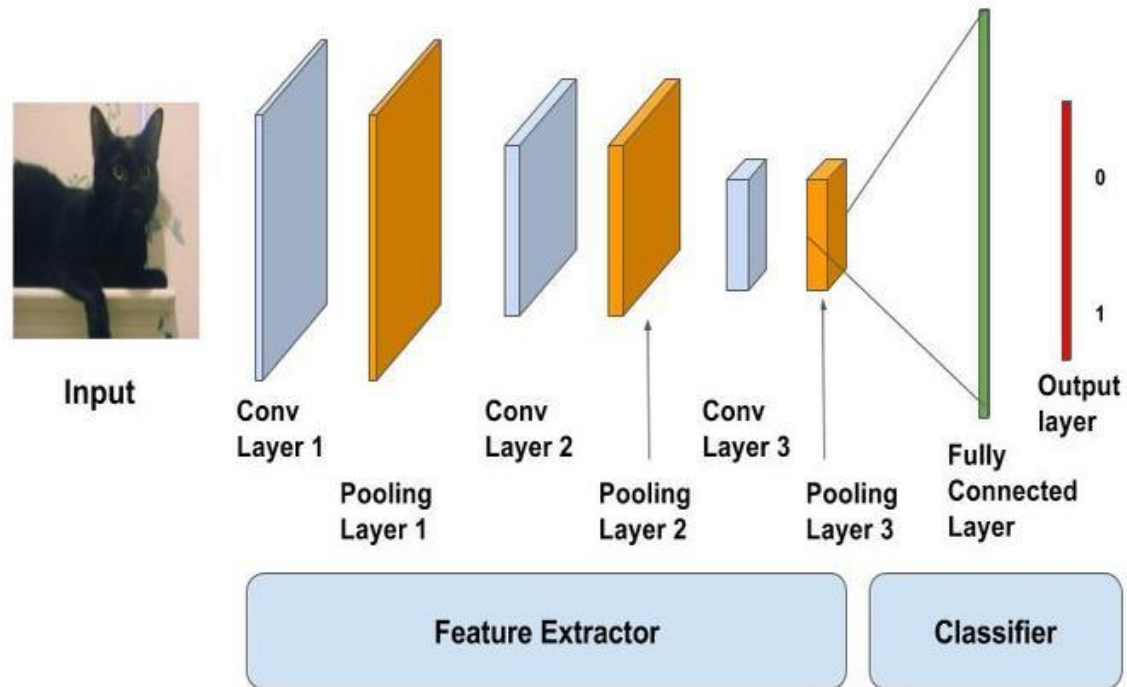 0
1
Input
Output
layer
Conv
Layer 1
Conv
Layer 2
Conv
Layer 3
Fully
Connected
Layer
Pooling
Layer 1
Pooling
Layer 2
Pooling
Layer 3
Feature Extractor
Classifier